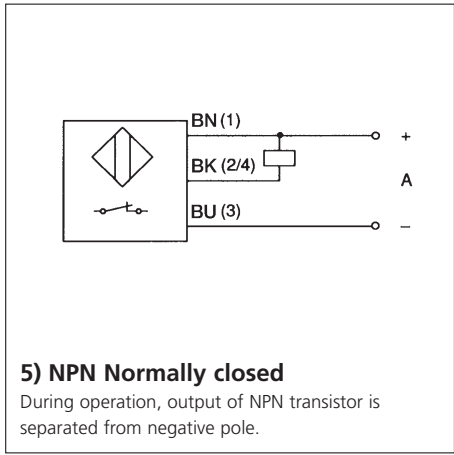 BN (1)
+
BK (2/4)
A
BU (3)
–
5) NPN Normally closed
During operation, output of NPN transistor is
separated from negative pole.